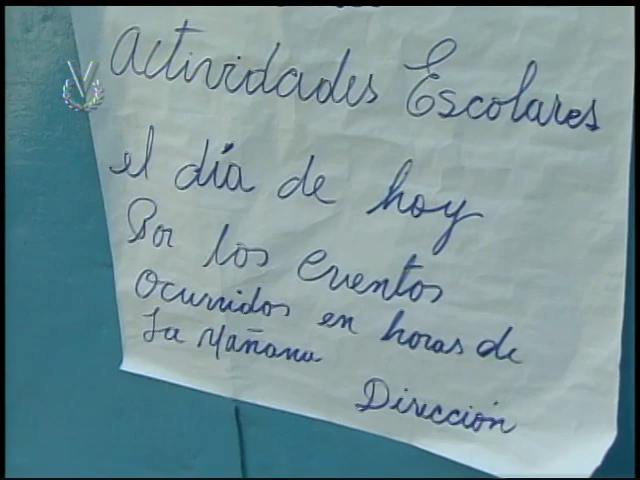 V
Actividades Escolares
el día de hoy
Por los eventos
Ocurridos en horas de
La Mañana
Dirección